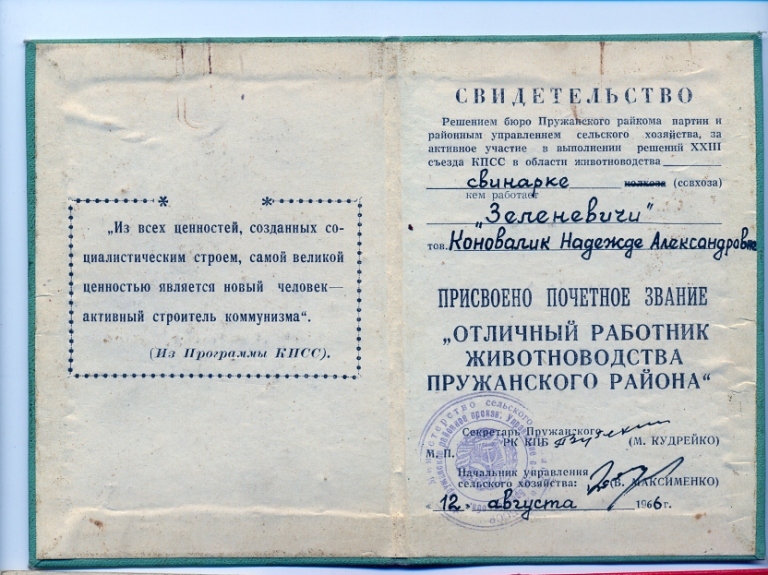 „Из всех ценностей, созданных со-
циалистическим строем, самой великой
ценностью является новый человек—
активный строитель коммунизма“.
(Из Программы КПСС).
СВИДЕТЕЛЬСТВО
Решением бюро Пружанского райкома партии и
районным управлением сельского хозяйства, за
активное участие в выполнении решений XXIII
съезда КПСС в области животноводства
свинарке колхоза (совхоза)
кем работает
„Зеленевичи“
тов. Коновалик Надежде Александровне
ПРИСВОЕНО ПОЧЕТНОЕ ЗВАНИЕ
„ОТЛИЧНЫЙ РАБОТНИК
ЖИВОТНОВОДСТВА
ПРУЖАНСКОГО РАЙОНА“
Секретарь Пружанского
РК КПБ (М. КУДРЕЙКО)
М. П.
Начальник управления
сельского хозяйства: (В. МАКСИМЕНКО)
12 августа 1966 г.